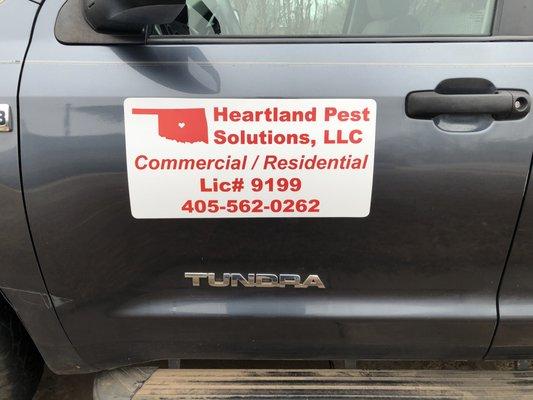 Heartland Pest
Solutions, LLC
Commercial / Residential
Lic# 9199
405-562-0262
TUNDRA